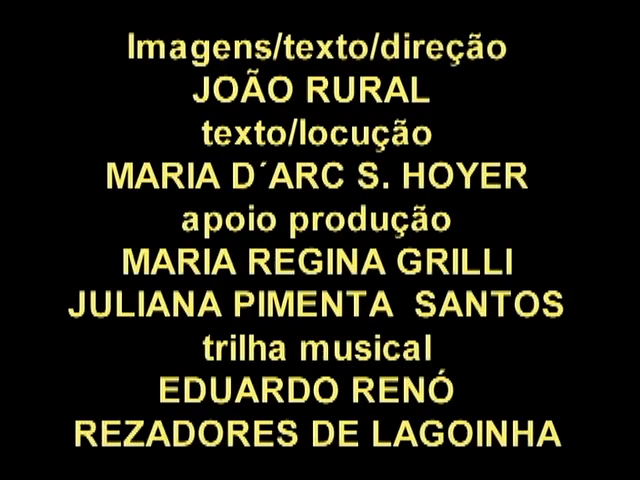 Imagens/texto/direção
JOÃO RURAL
texto/locução
MARIA D´ARC S. HOYER
apoio produção
MARIA REGINA GRILLI
JULIANA PIMENTA SANTOS
trilha musical
EDUARDO RENÓ
REZADORES DE LAGOINHA